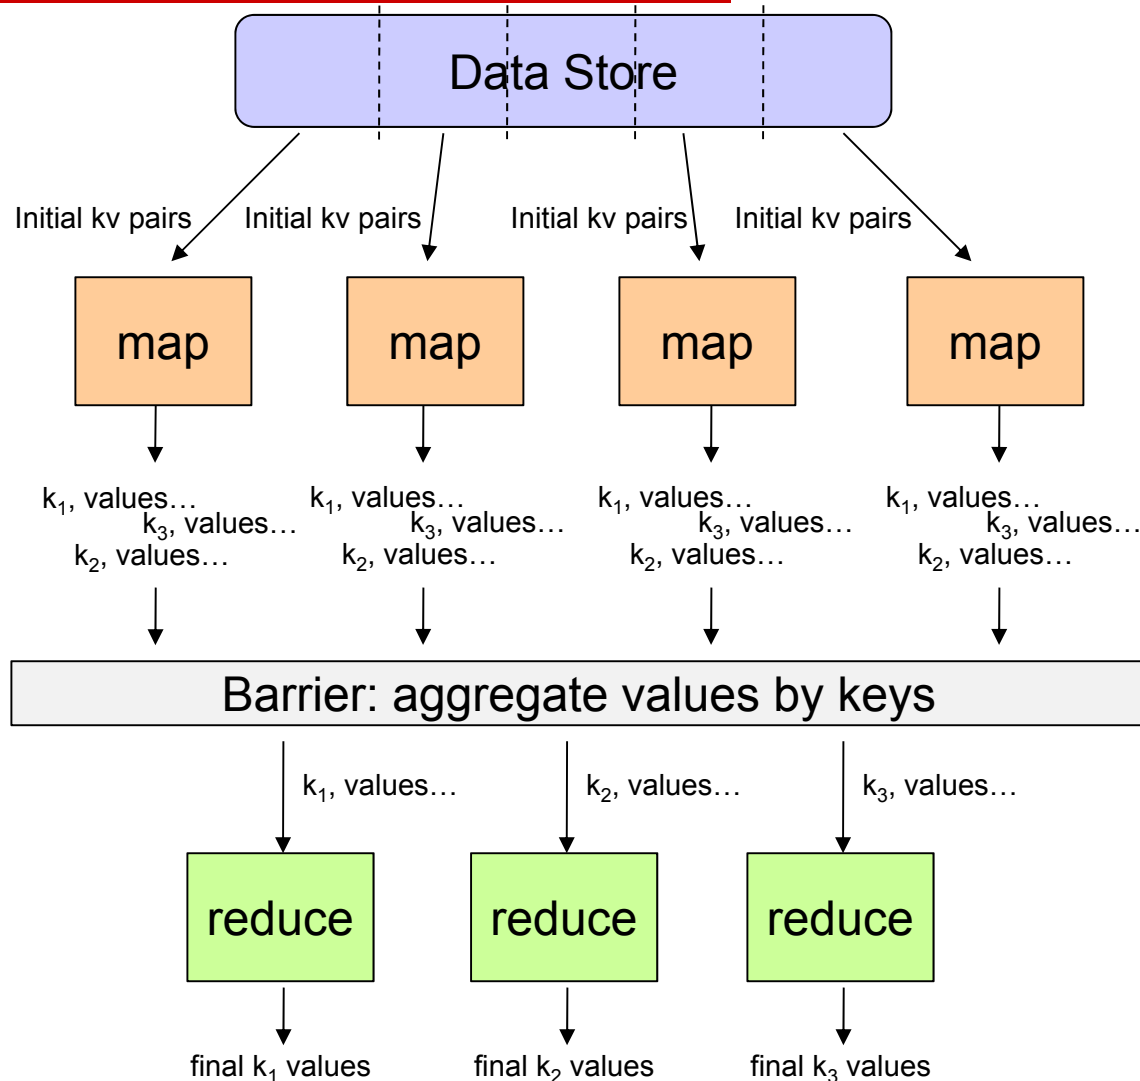 Data Store
Initial kv pairs Initial kv pairs Initial kv pairs Initial kv pairs
map map map map
k₁, values… k₁, values… k₁, values… k₁, values…
k₃, values… k₃, values… k₃, values… k₃, values…
k₂, values… k₂, values… k₂, values… k₂, values…
Barrier: aggregate values by keys
k₁, values… k₂, values… k₃, values…
reduce reduce reduce
final k₁ values final k₂ values final k₃ values